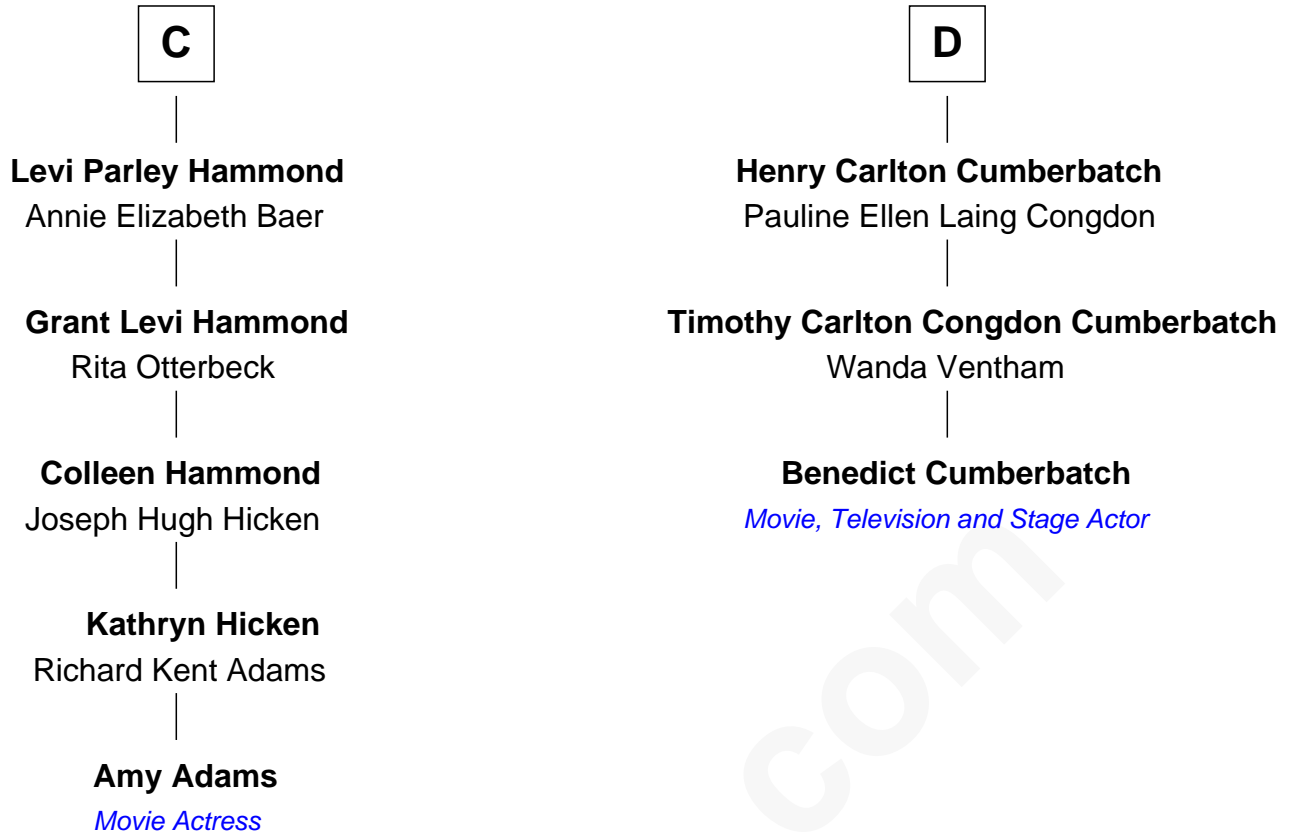 C
Levi Parley Hammond
Annie Elizabeth Baer
Grant Levi Hammond
Rita Otterbeck
Colleen Hammond
Joseph Hugh Hicken
Kathryn Hicken
Richard Kent Adams
Amy Adams
Movie Actress
D
Henry Carlton Cumberbatch
Pauline Ellen Laing Congdon
Timothy Carlton Congdon Cumberbatch
Wanda Ventham
Benedict Cumberbatch
Movie, Television and Stage Actor
com